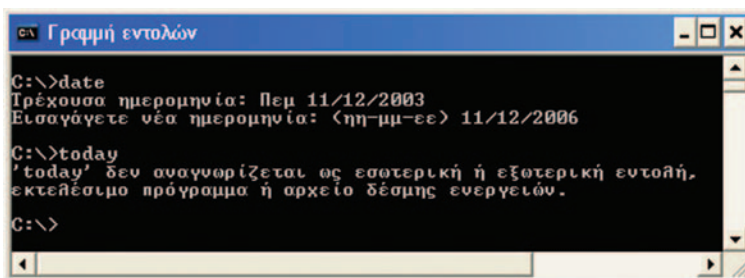 Γραμμή εντολών
C:\>date
Τρέχουσα ημερομηνία: Πεμ 11/12/2003
Εισαγάγετε νέα ημερομηνία: (ηη-μμ-εε) 11/12/2006
C:\>today
'today' δεν αναγνωρίζεται ως εσωτερική ή εξωτερική εντολή,
εκτελέσιμο πρόγραμμα ή αρχείο δέσμης ενεργειών.
C:\>